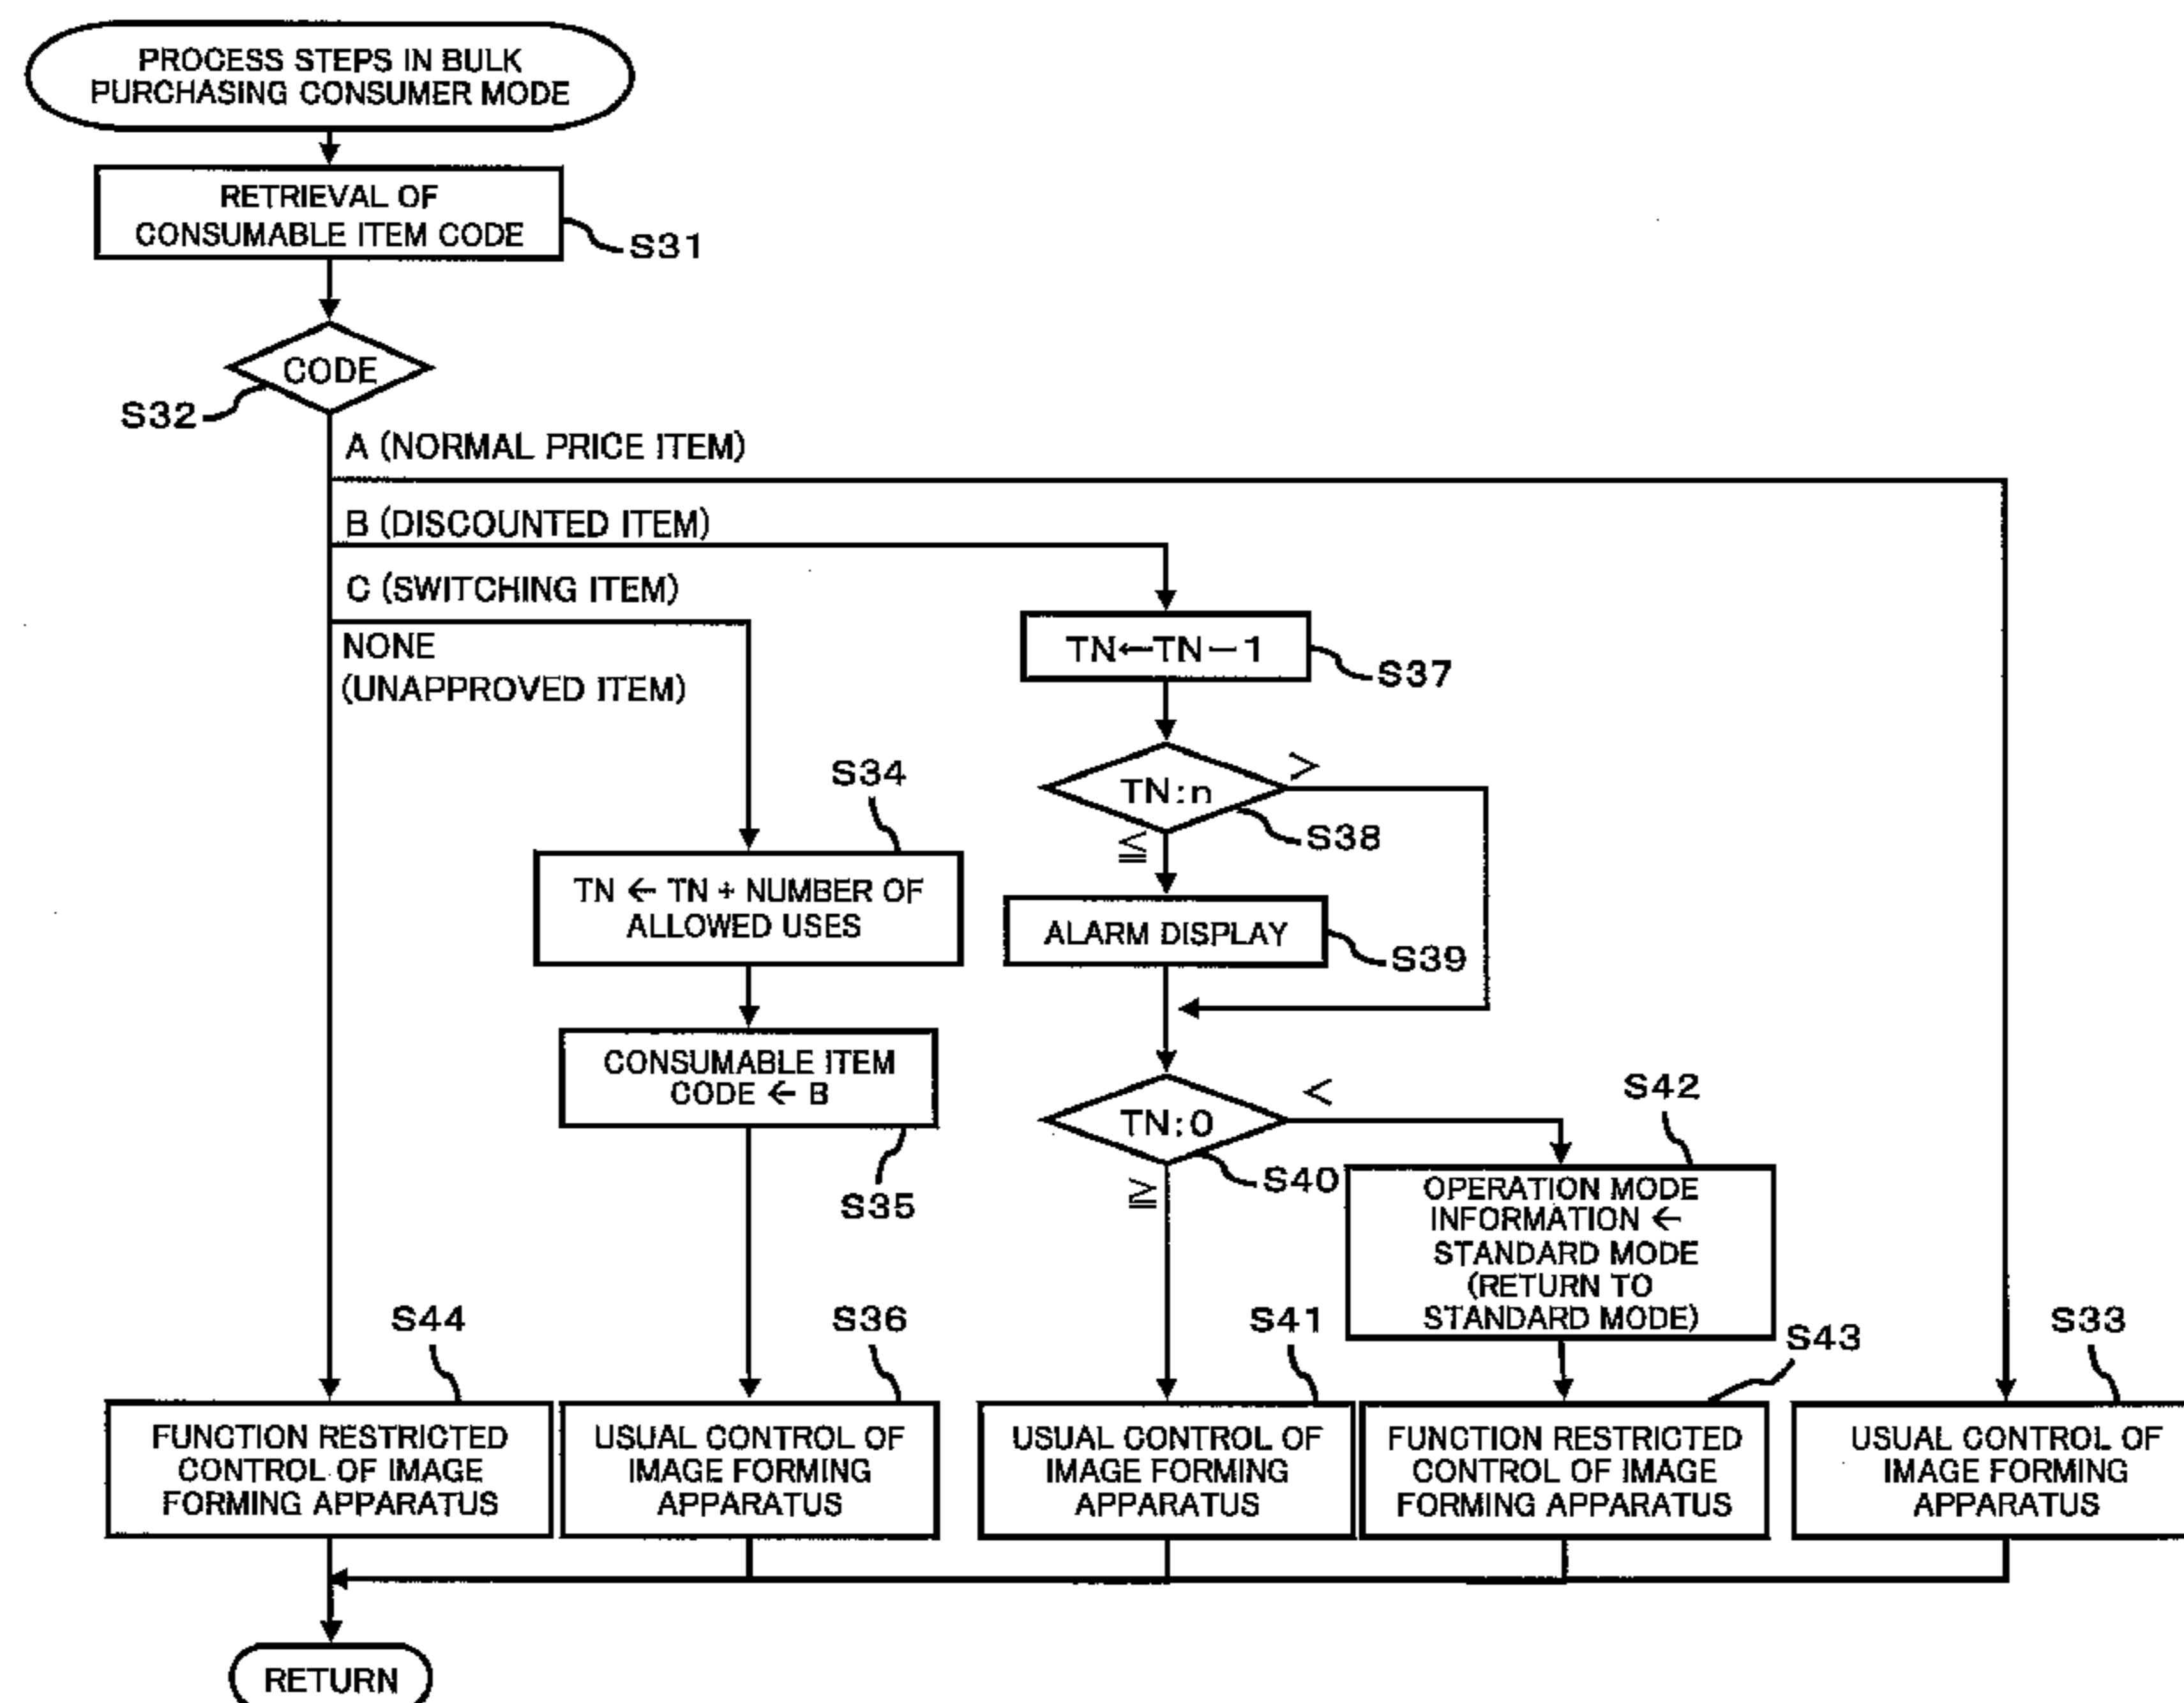 PROCESS STEPS IN BULK
PURCHASING CONSUMER MODE
RETRIEVAL OF
CONSUMABLE ITEM CODE
S31
CODE
S32
A (NORMAL PRICE ITEM)
B (DISCOUNTED ITEM)
C (SWITCHING ITEM)
NONE
(UNAPPROVED ITEM)
TN←TN−1
S37
TN:n
>
≦
S38
S34
TN ← TN + NUMBER OF
ALLOWED USES
ALARM DISPLAY
S39
CONSUMABLE ITEM
CODE ← B
S35
TN:0
<
≧
S40
S42
OPERATION MODE
INFORMATION ←
STANDARD MODE
(RETURN TO
STANDARD MODE)
S44
FUNCTION RESTRICTED
CONTROL OF IMAGE
FORMING APPARATUS
S36
USUAL CONTROL OF
IMAGE FORMING
APPARATUS
S41
USUAL CONTROL OF
IMAGE FORMING
APPARATUS
S43
FUNCTION RESTRICTED
CONTROL OF IMAGE
FORMING APPARATUS
S33
USUAL CONTROL OF
IMAGE FORMING
APPARATUS
RETURN